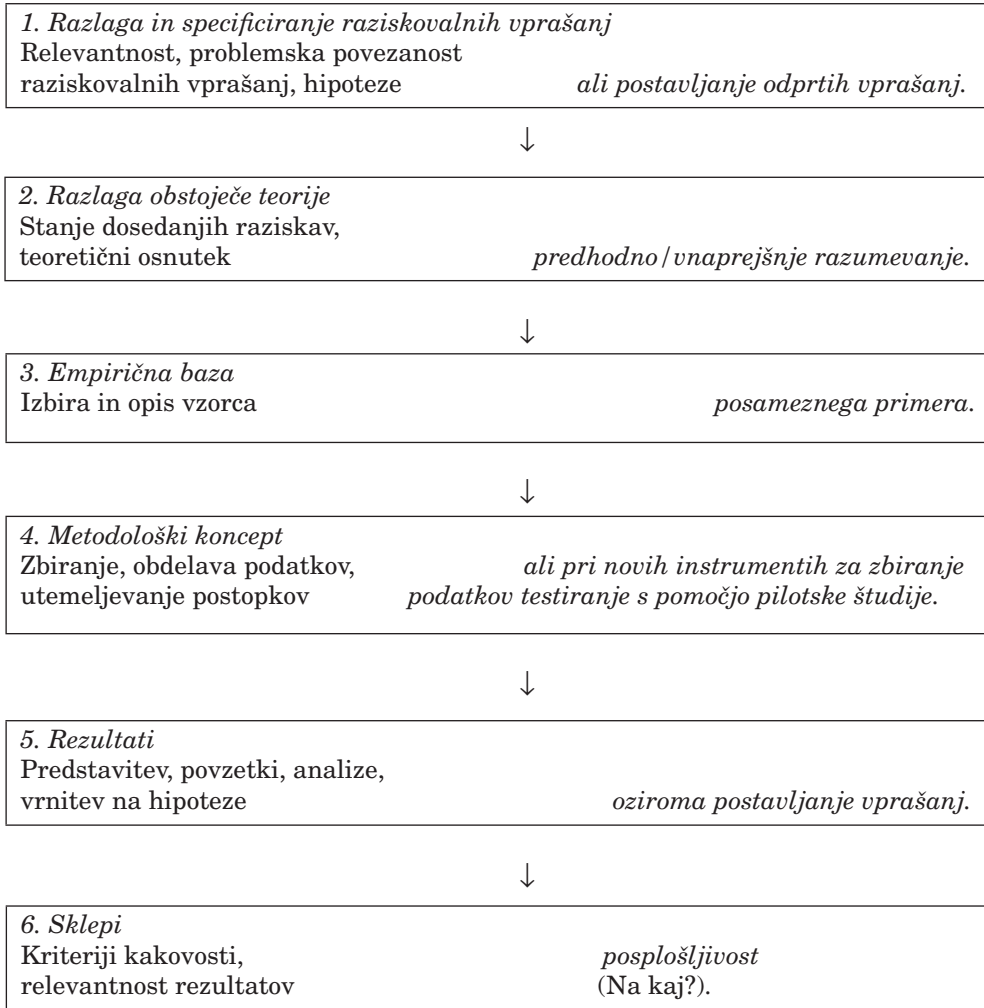 1. Razlaga in specificiranje raziskovalnih vprašanj
Relevantnost, problemska povezanost
raziskovalnih vprašanj, hipoteze ali postavljanje odprtih vprašanj.
↓
2. Razlaga obstoječe teorije
Stanje dosedanjih raziskav,
teoretični osnutek predhodno/vnaprejšnje razumevanje.
↓
3. Empirična baza
Izbira in opis vzorca posameznega primera.
↓
4. Metodološki koncept
Zbiranje, obdelava podatkov, ali pri novih instrumentih za zbiranje
utemeljevanje postopkov podatkov testiranje s pomočjo pilotske študije.
↓
5. Rezultati
Predstavitev, povzetki, analize,
vrnitev na hipoteze oziroma postavljanje vprašanj.
↓
6. Sklepi
Kriteriji kakovosti, posplošljivost
relevantnost rezultatov (Na kaj?).